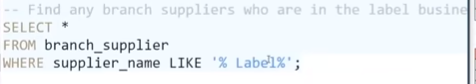 -- Find any branch suppliers who are in the label busine
SELECT *
FROM branch_supplier
WHERE supplier_name LIKE '% Label%';